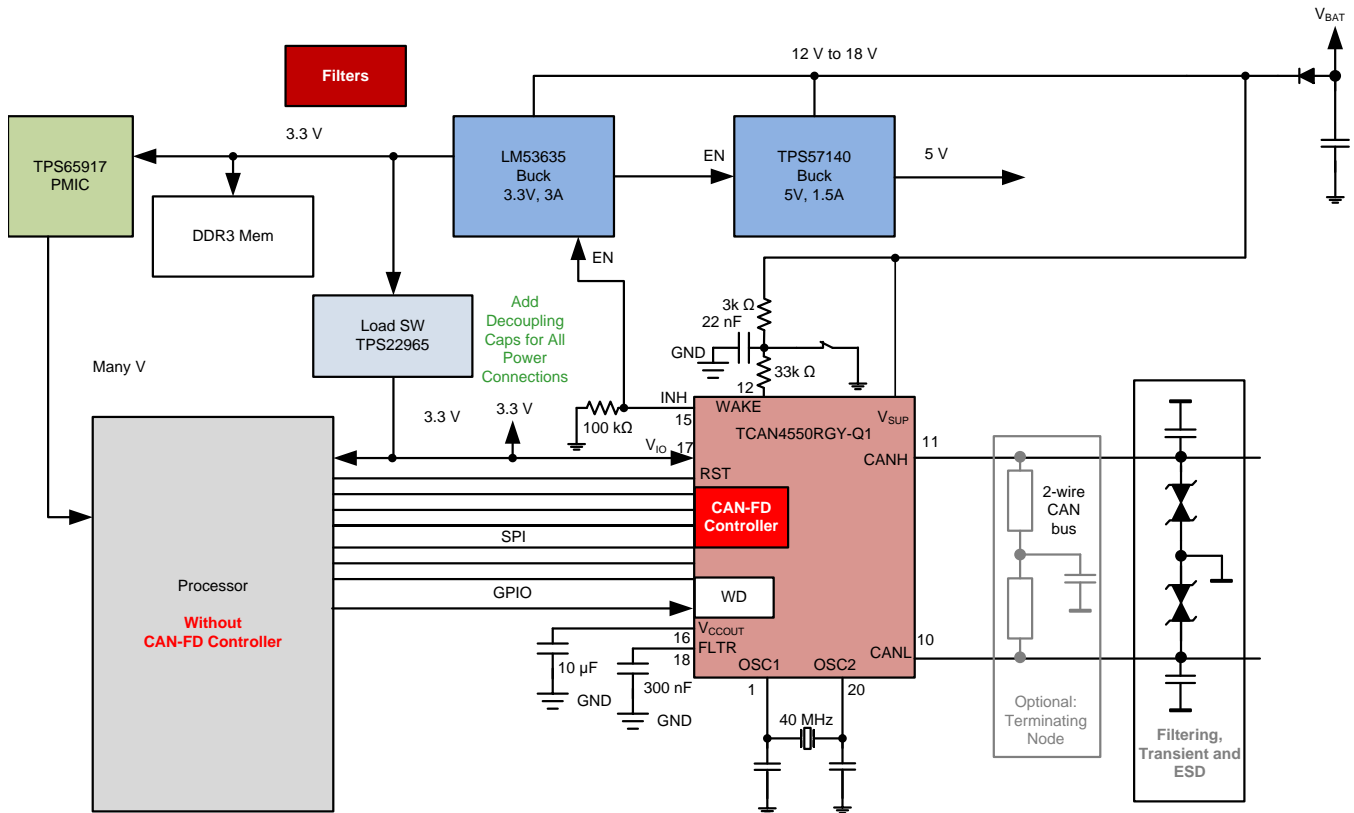 V_BAT
12 V to 18 V
Filters
3.3 V
TPS65917
PMIC
LM53635
Buck
3.3V, 3A
EN
TPS57140
Buck
5V, 1.5A
5 V
DDR3 Mem
EN
Load SW
TPS22965
Add
Decoupling
Caps for All
Power
Connections
3k Ω
22 nF
GND
33k Ω
12
Many V
INH
15
100 kΩ
WAKE
V_SUP
TCAN4550RGY-Q1
3.3 V
3.3 V
V_IO
17
11
CANH
RST
CAN-FD
Controller
SPI
2-wire
CAN
bus
Processor
Without
CAN-FD Controller
GPIO
WD
V_CCOUT
16
FLTR
18
10 µF
GND
300 nF
GND
OSC1
OSC2
1
20
CANL
10
40 MHz
Optional:
Terminating
Node
Filtering,
Transient and
ESD